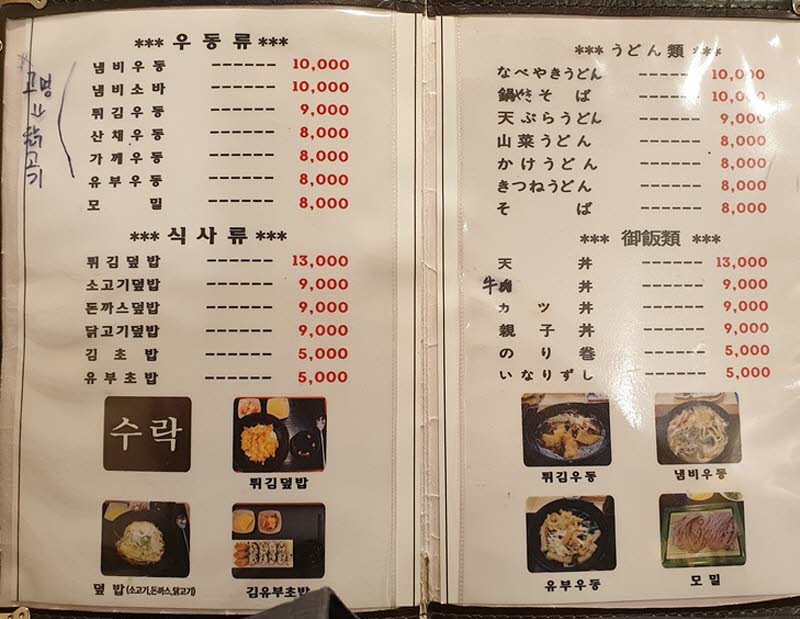 *** 우동류 ***
냄비우동 ------ 10,000
냄비소바 ------ 10,000
튀김우동 ------ 9,000
산채우동 ------ 8,000
가께우동 ------ 8,000
유부우동 ------ 8,000
모밀 ------ 8,000
고명 닭고기
*** 식사류 ***
튀김덮밥 ------ 13,000
소고기덮밥 ------ 9,000
돈까스덮밥 ------ 9,000
닭고기덮밥 ------ 9,000
김초밥 ------ 5,000
유부초밥 ------ 5,000
수락
튀김덮밥
덮밥(소고기,돈까스,닭고기)
김유부초밥
*** うどん類 ***
なべやきうどん ------ 10,000
鍋やきそば ------ 10,000
天ぷらうどん ------ 9,000
山菜うどん ------ 8,000
かけうどん ------ 8,000
きつねうどん ------ 8,000
そば ------ 8,000
*** 御飯類 ***
天丼 ------ 13,000
牛肉丼 ------ 9,000
カツ丼 ------ 9,000
親子丼 ------ 9,000
のり巻 ------ 5,000
いなりずし ------ 5,000
튀김우동
냄비우동
유부우동
모밀